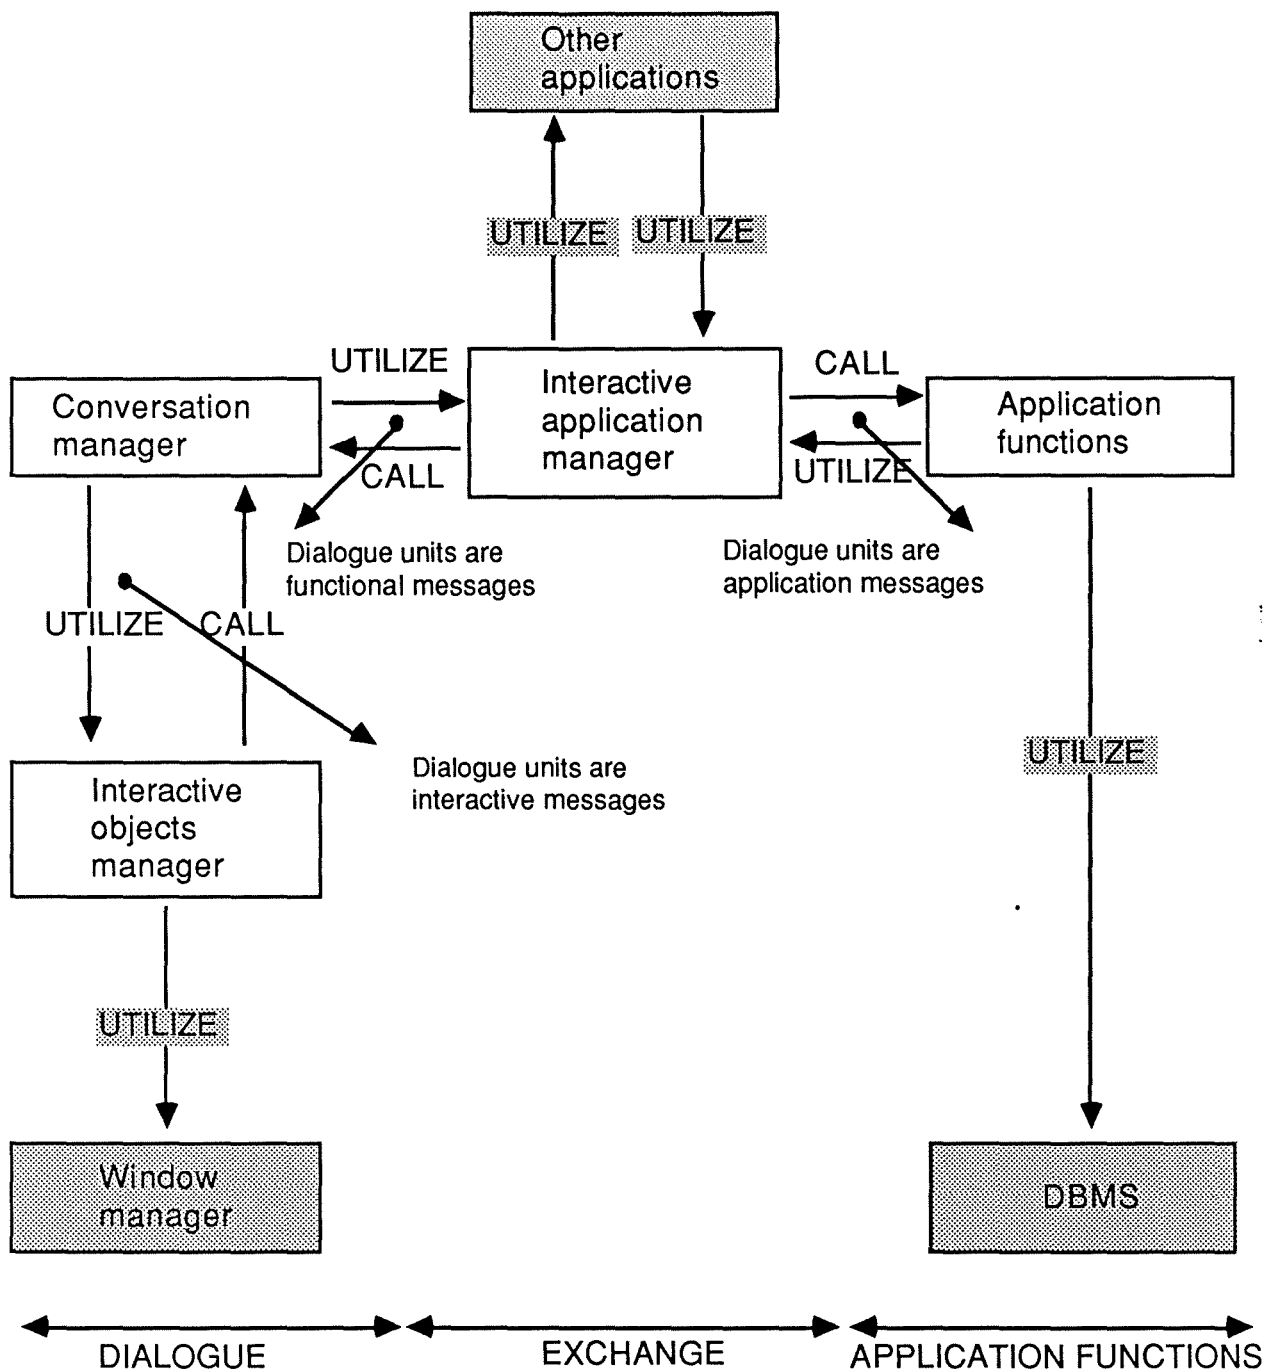 Other
applications
UTILIZE UTILIZE
UTILIZE
CALL
Conversation
manager
Interactive
application
manager
Application
functions
CALL
UTILIZE
Dialogue units are
functional messages
Dialogue units are
application messages
UTILIZE CALL
UTILIZE
Dialogue units are
interactive messages
Interactive
objects
manager
UTILIZE
Window
manager
DBMS
DIALOGUE EXCHANGE APPLICATION FUNCTIONS